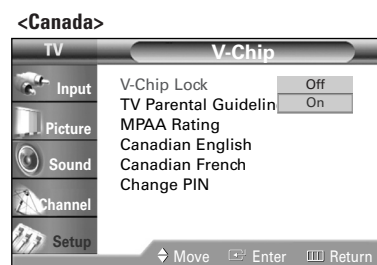 <Canada>
TV
V-Chip
Input
Picture
Sound
Channel
Setup
V-Chip Lock Off
TV Parental Guidelin On
MPAA Rating
Canadian English
Canadian French
Change PIN
Move Enter Return